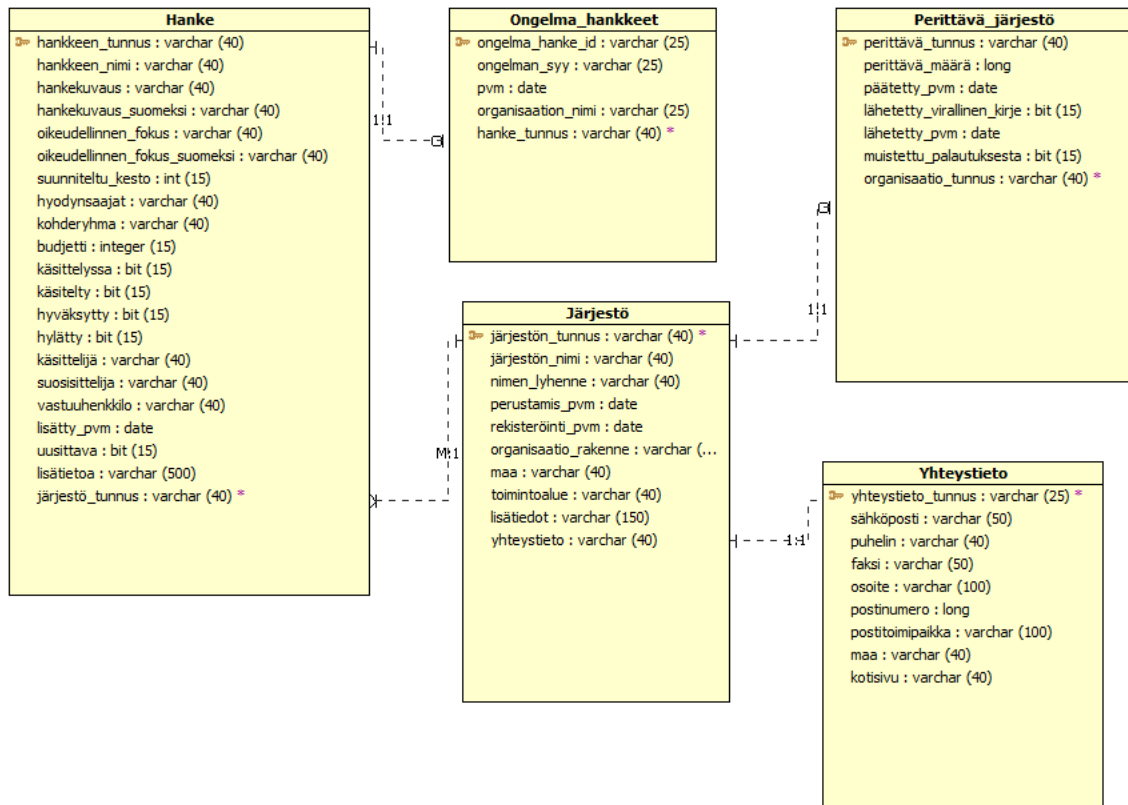 Hanke
hankkeen_tunnus : varchar (40)
hankkeen_nimi : varchar (40)
hankekuvaus : varchar (40)
hankekuvaus_suomeksi : varchar (40)
oikeudellinnen_fokus : varchar (40)
oikeudellinnen_fokus_suomeksi : varchar (40)
suunniteltu_kesto : int (15)
hyodynsaajat : varchar (40)
kohderyhma : varchar (40)
budjetti : integer (15)
käsittelyssa : bit (15)
käsitelty : bit (15)
hyväksytty : bit (15)
hylätty : bit (15)
käsittelijä : varchar (40)
suosisittelija : varchar (40)
vastuuhenkkilo : varchar (40)
lisätty_pvm : date
uusittava : bit (15)
lisätietoa : varchar (500)
järjestö_tunnus : varchar (40) *
1:1
Ongelma_hankkeet
ongelma_hanke_id : varchar (25)
ongelman_syy : varchar (25)
pvm : date
organisaation_nimi : varchar (25)
hanke_tunnus : varchar (40) *
Perittävä_järjestö
perittävä_tunnus : varchar (40)
perittävä_määrä : long
päätetty_pvm : date
lähetetty_virallinen_kirje : bit (15)
lähetetty_pvm : date
muistettu_palautuksesta : bit (15)
organisaatio_tunnus : varchar (40) *
1:1
M:1
Järjestö
järjestön_tunnus : varchar (40) *
järjestön_nimi : varchar (40)
nimen_lyhenne : varchar (40)
perustamis_pvm : date
rekisteröinti_pvm : date
organisaatio_rakenne : varchar (...
maa : varchar (40)
toimintoalue : varchar (40)
lisätiedot : varchar (150)
yhteystieto : varchar (40)
1:1
Yhteystieto
yhteystieto_tunnus : varchar (25) *
sähköposti : varchar (50)
puhelin : varchar (40)
faksi : varchar (50)
osoite : varchar (100)
postinumero : long
postitoimipaikka : varchar (100)
maa : varchar (40)
kotisivu : varchar (40)